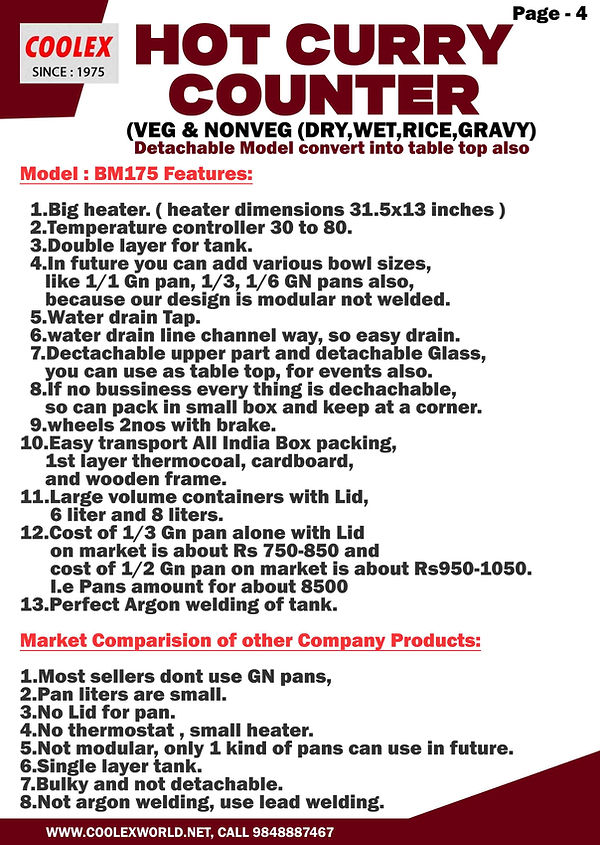 Page - 4
COOLEX
SINCE : 1975
HOT CURRY
COUNTER
(VEG & NONVEG (DRY,WET,RICE,GRAVY)
Detachable Model convert into table top also
Model : BM175 Features:
1.Big heater. ( heater dimensions 31.5x13 inches )
2.Temperature controller 30 to 80.
3.Double layer for tank.
4.In future you can add various bowl sizes,
like 1/1 Gn pan, 1/3, 1/6 GN pans also,
because our design is modular not welded.
5.Water drain Tap.
6.water drain line channel way, so easy drain.
7.Dectachable upper part and detachable Glass,
you can use as table top, for events also.
8.If no bussiness every thing is dechachable,
so can pack in small box and keep at a corner.
9.wheels 2nos with brake.
10.Easy transport All India Box packing,
1st layer thermocoal, cardboard,
and wooden frame.
11.Large volume containers with Lid,
6 liter and 8 liters.
12.Cost of 1/3 Gn pan alone with Lid
on market is about Rs 750-850 and
cost of 1/2 Gn pan on market is about Rs950-1050.
I.e Pans amount for about 8500
13.Perfect Argon welding of tank.
Market Comparision of other Company Products:
1.Most sellers dont use GN pans,
2.Pan liters are small.
3.No Lid for pan.
4.No thermostat , small heater.
5.Not modular, only 1 kind of pans can use in future.
6.Single layer tank.
7.Bulky and not detachable.
8.Not argon welding, use lead welding.
WWW.COOLEXWORLD.NET, CALL 9848887467